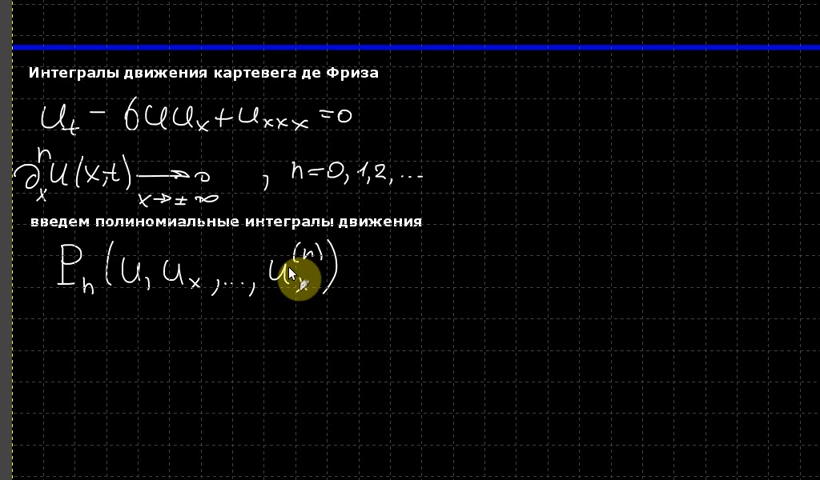 Интегралы движения картевега де Фриза
u_t - 6uu_x + u_xxx = 0
∂_x^n u(x,t) → 0 x→±∞ , n=0,1,2,...
введем полиномиальные интегралы движения
P_n(u, u_x, ..., u_x^(n))